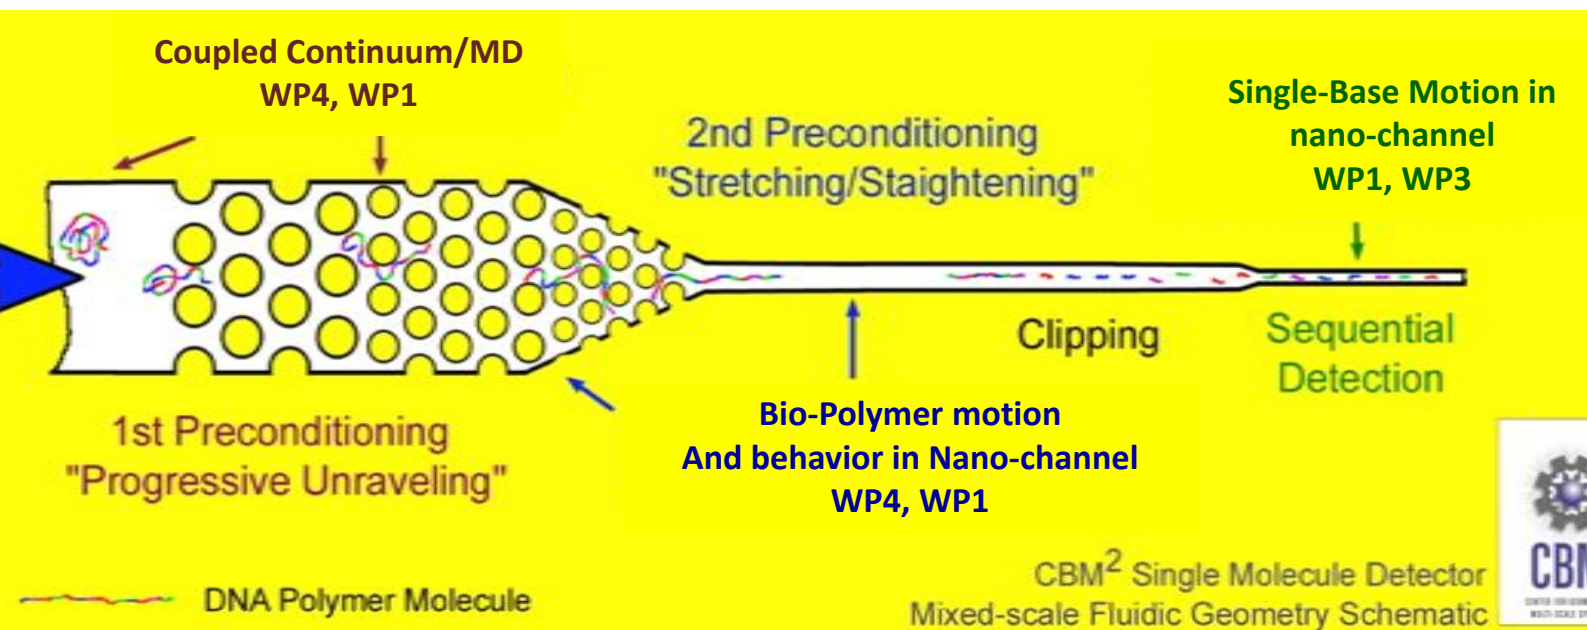 Coupled Continuum/MD
WP4, WP1
2nd Preconditioning
"Stretching/Staightening"
Single-Base Motion in
nano-channel
WP1, WP3
1st Preconditioning
"Progressive Unraveling"
Clipping
Sequential
Detection
Bio-Polymer motion
And behavior in Nano-channel
WP4, WP1
DNA Polymer Molecule
CBM2 Single Molecule Detector
Mixed-scale Fluidic Geometry Schematic